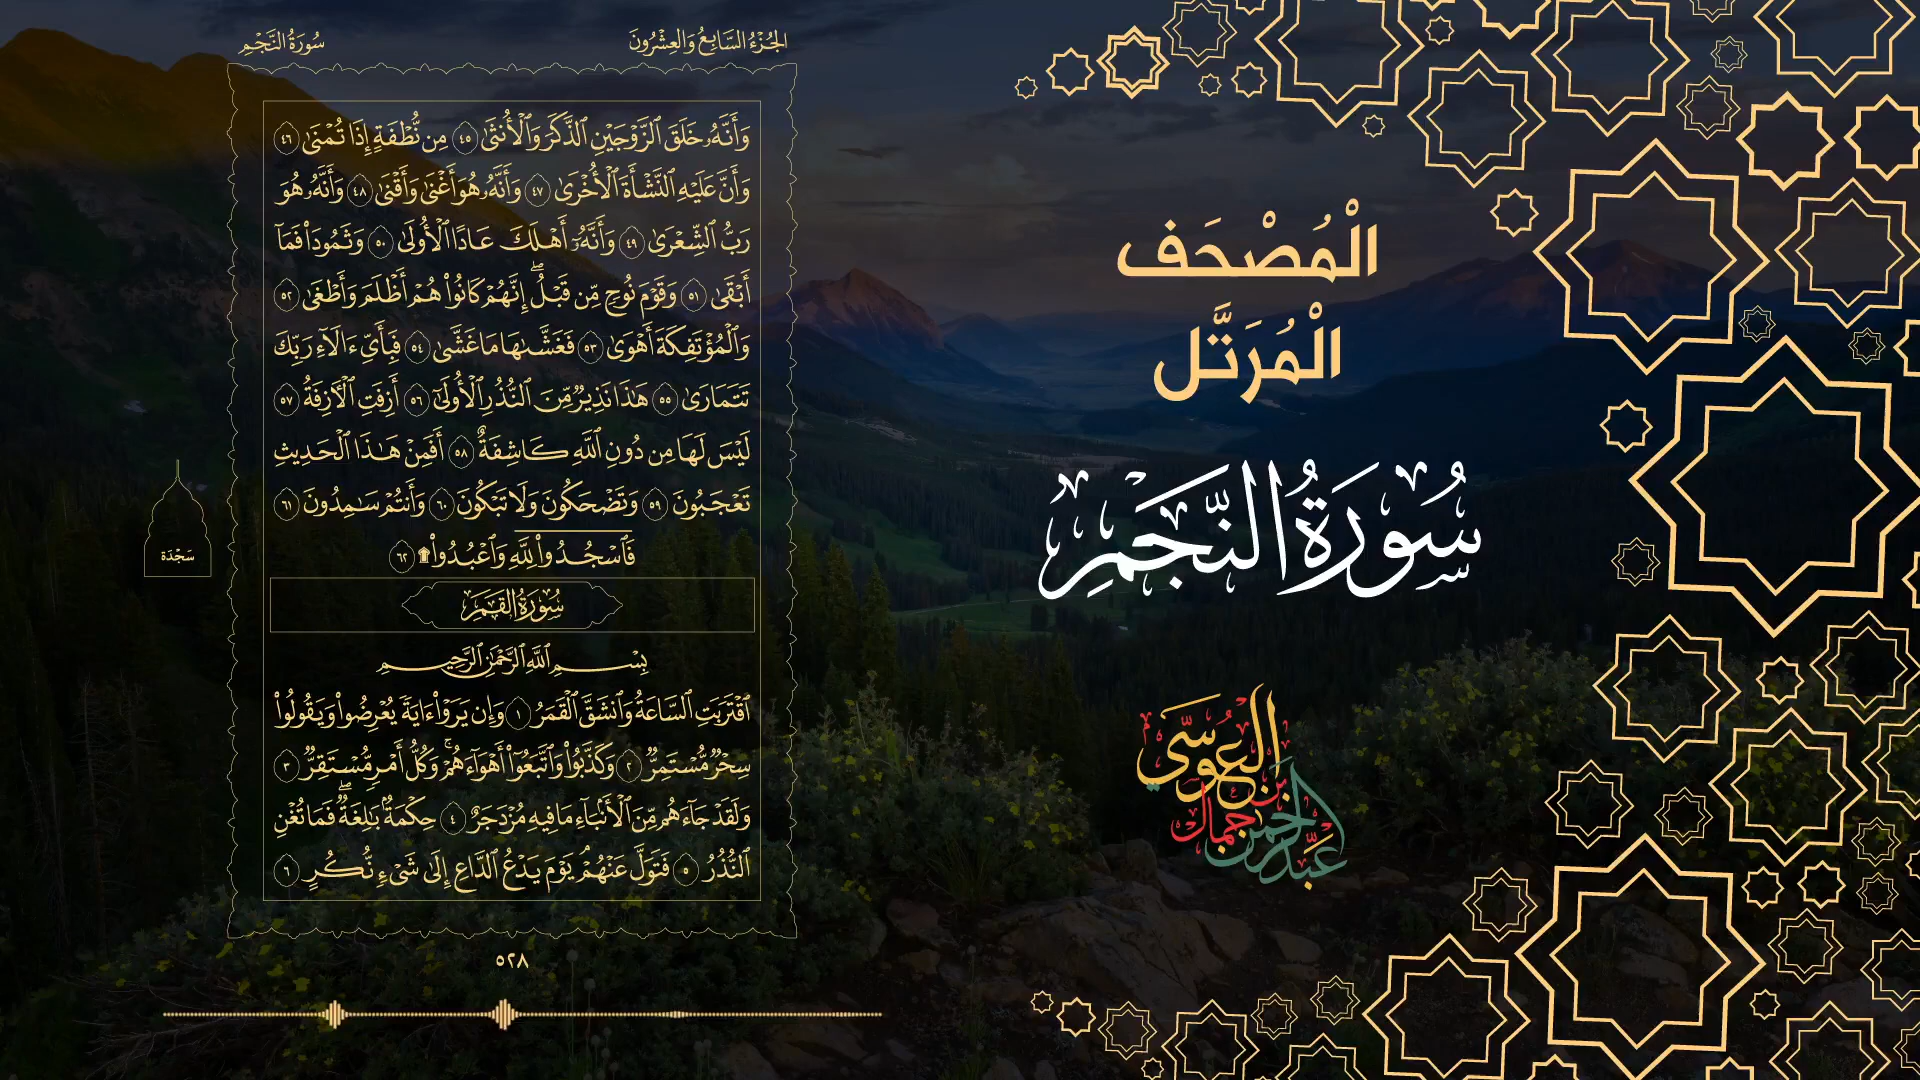 سُورَةُ النَّجْمِ
الجُزْءُ السَّابِعُ وَالعِشْرُونَ
وَأَنَّهُۥ خَلَقَ ٱلزَّوْجَيْنِ ٱلذَّكَرَ وَٱلْأُنثَىٰ ٤٥ مِن نُّطْفَةٍ إِذَا تُمْنَىٰ ٤٦
وَأَنَّ عَلَيْهِ ٱلنَّشْأَةَ ٱلْأُخْرَىٰ ٤٧ وَأَنَّهُۥ هُوَ أَغْنَىٰ وَأَقْنَىٰ ٤٨ وَأَنَّهُۥ هُوَ
رَبُّ ٱلشِّعْرَىٰ ٤٩ وَأَنَّهُۥٓ أَهْلَكَ عَادًا ٱلْأُولَىٰ ٥٠ وَثَمُودَا۟ فَمَآ
أَبْقَىٰ ٥١ وَقَوْمَ نُوحٍ مِّن قَبْلُ ۖ إِنَّهُمْ كَانُوا۟ هُمْ أَظْلَمَ وَأَطْغَىٰ ٥٢
وَٱلْمُؤْتَفِكَةَ أَهْوَىٰ ٥٣ فَغَشَّىٰهَا مَا غَشَّىٰ ٥٤ فَبِأَىِّ ءَالَآءِ رَبِّكَ
تَتَمَارَىٰ ٥٥ هَٰذَا نَذِيرٌ مِّنَ ٱلنُّذُرِ ٱلْأُولَىٰٓ ٥٦ أَزِفَتِ ٱلْءَازِفَةُ ٥٧
لَيْسَ لَهَا مِن دُونِ ٱللَّهِ كَاشِفَةٌ ٥٨ أَفَمِنْ هَٰذَا ٱلْحَدِيثِ
تَعْجَبُونَ ٥٩ وَتَضْحَكُونَ وَلَا تَبْكُونَ ٦٠ وَأَنتُمْ سَٰمِدُونَ ٦١
فَٱسْجُدُوا۟ لِلَّهِ وَٱعْبُدُوا۟ ۩ ٦٢
سَجْدَة
سُورَةُ القَمَرِ
بِسْمِ ٱللَّهِ ٱلرَّحْمَٰنِ ٱلرَّحِيمِ
ٱقْتَرَبَتِ ٱلسَّاعَةُ وَٱنشَقَّ ٱلْقَمَرُ ١ وَإِن يَرَوْا۟ ءَايَةً يُعْرِضُوا۟ وَيَقُولُوا۟
سِحْرٌ مُّسْتَمِرٌّ ٢ وَكَذَّبُوا۟ وَٱتَّبَعُوٓا۟ أَهْوَآءَهُمْ ۚ وَكُلُّ أَمْرٍ مُّسْتَقِرٌّ ٣
وَلَقَدْ جَآءَهُم مِّنَ ٱلْأَنۢبَآءِ مَا فِيهِ مُزْدَجَرٌ ٤ حِكْمَةٌۢ بَٰلِغَةٌ ۖ فَمَا تُغْنِ
ٱلنُّذُرُ ٥ فَتَوَلَّ عَنْهُمْ ۘ يَوْمَ يَدْعُ ٱلدَّاعِ إِلَىٰ شَىْءٍ نُّكُرٍ ٦
٥٢٨
الْمُصْحَف
الْمُرَتَّل
سُورَةُ النَّجْمِ
عَبْدُ الرَّحْمٰن
بْن جَمَال
العُوسِيّ